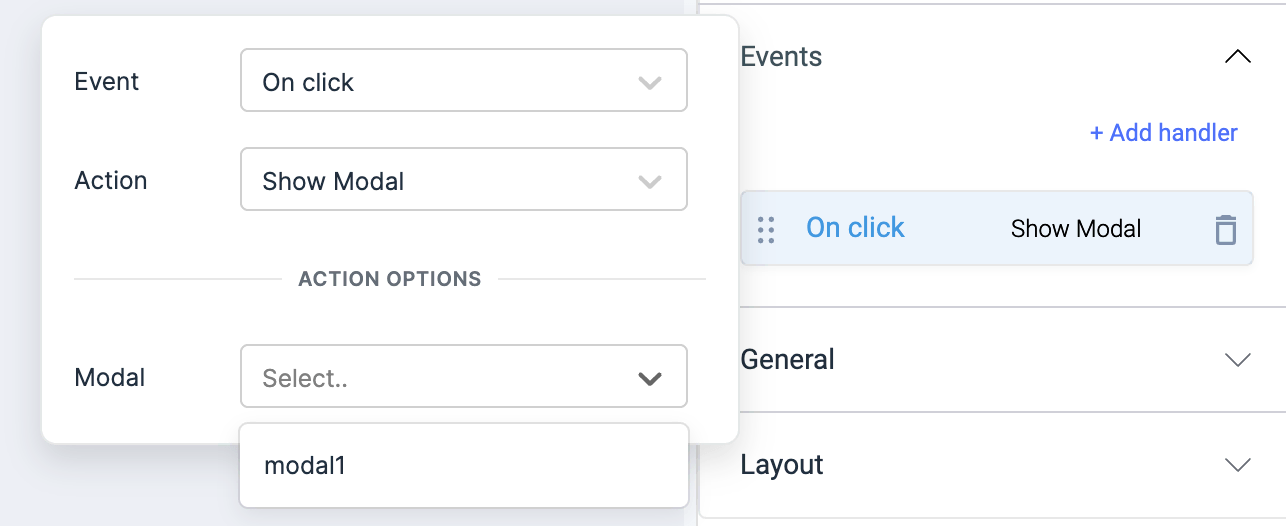 Event
On click
Action
Show Modal
ACTION OPTIONS
Modal
Select..
modal1
Events
+ Add handler
On click
Show Modal
General
Layout